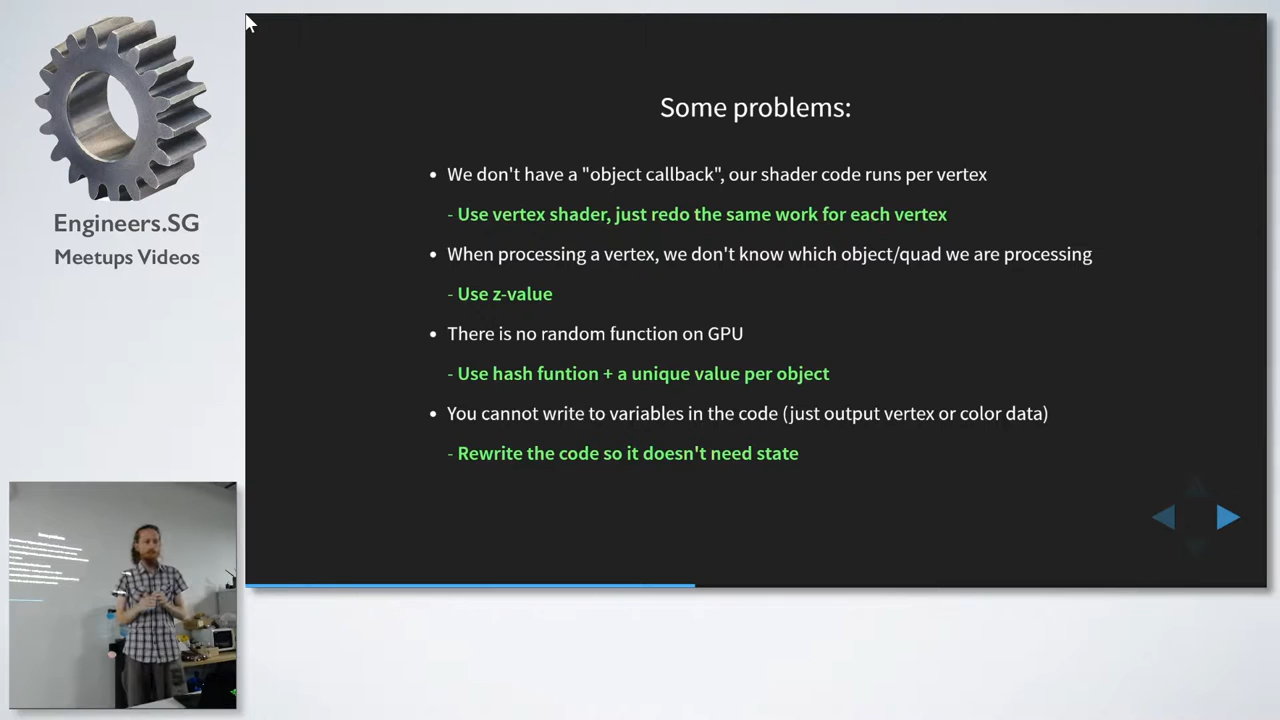 Engineers.SG
Meetups Videos
Some problems:
• We don't have a "object callback", our shader code runs per vertex
- Use vertex shader, just redo the same work for each vertex
• When processing a vertex, we don't know which object/quad we are processing
- Use z-value
• There is no random function on GPU
- Use hash funtion + a unique value per object
• You cannot write to variables in the code (just output vertex or color data)
- Rewrite the code so it doesn't need state